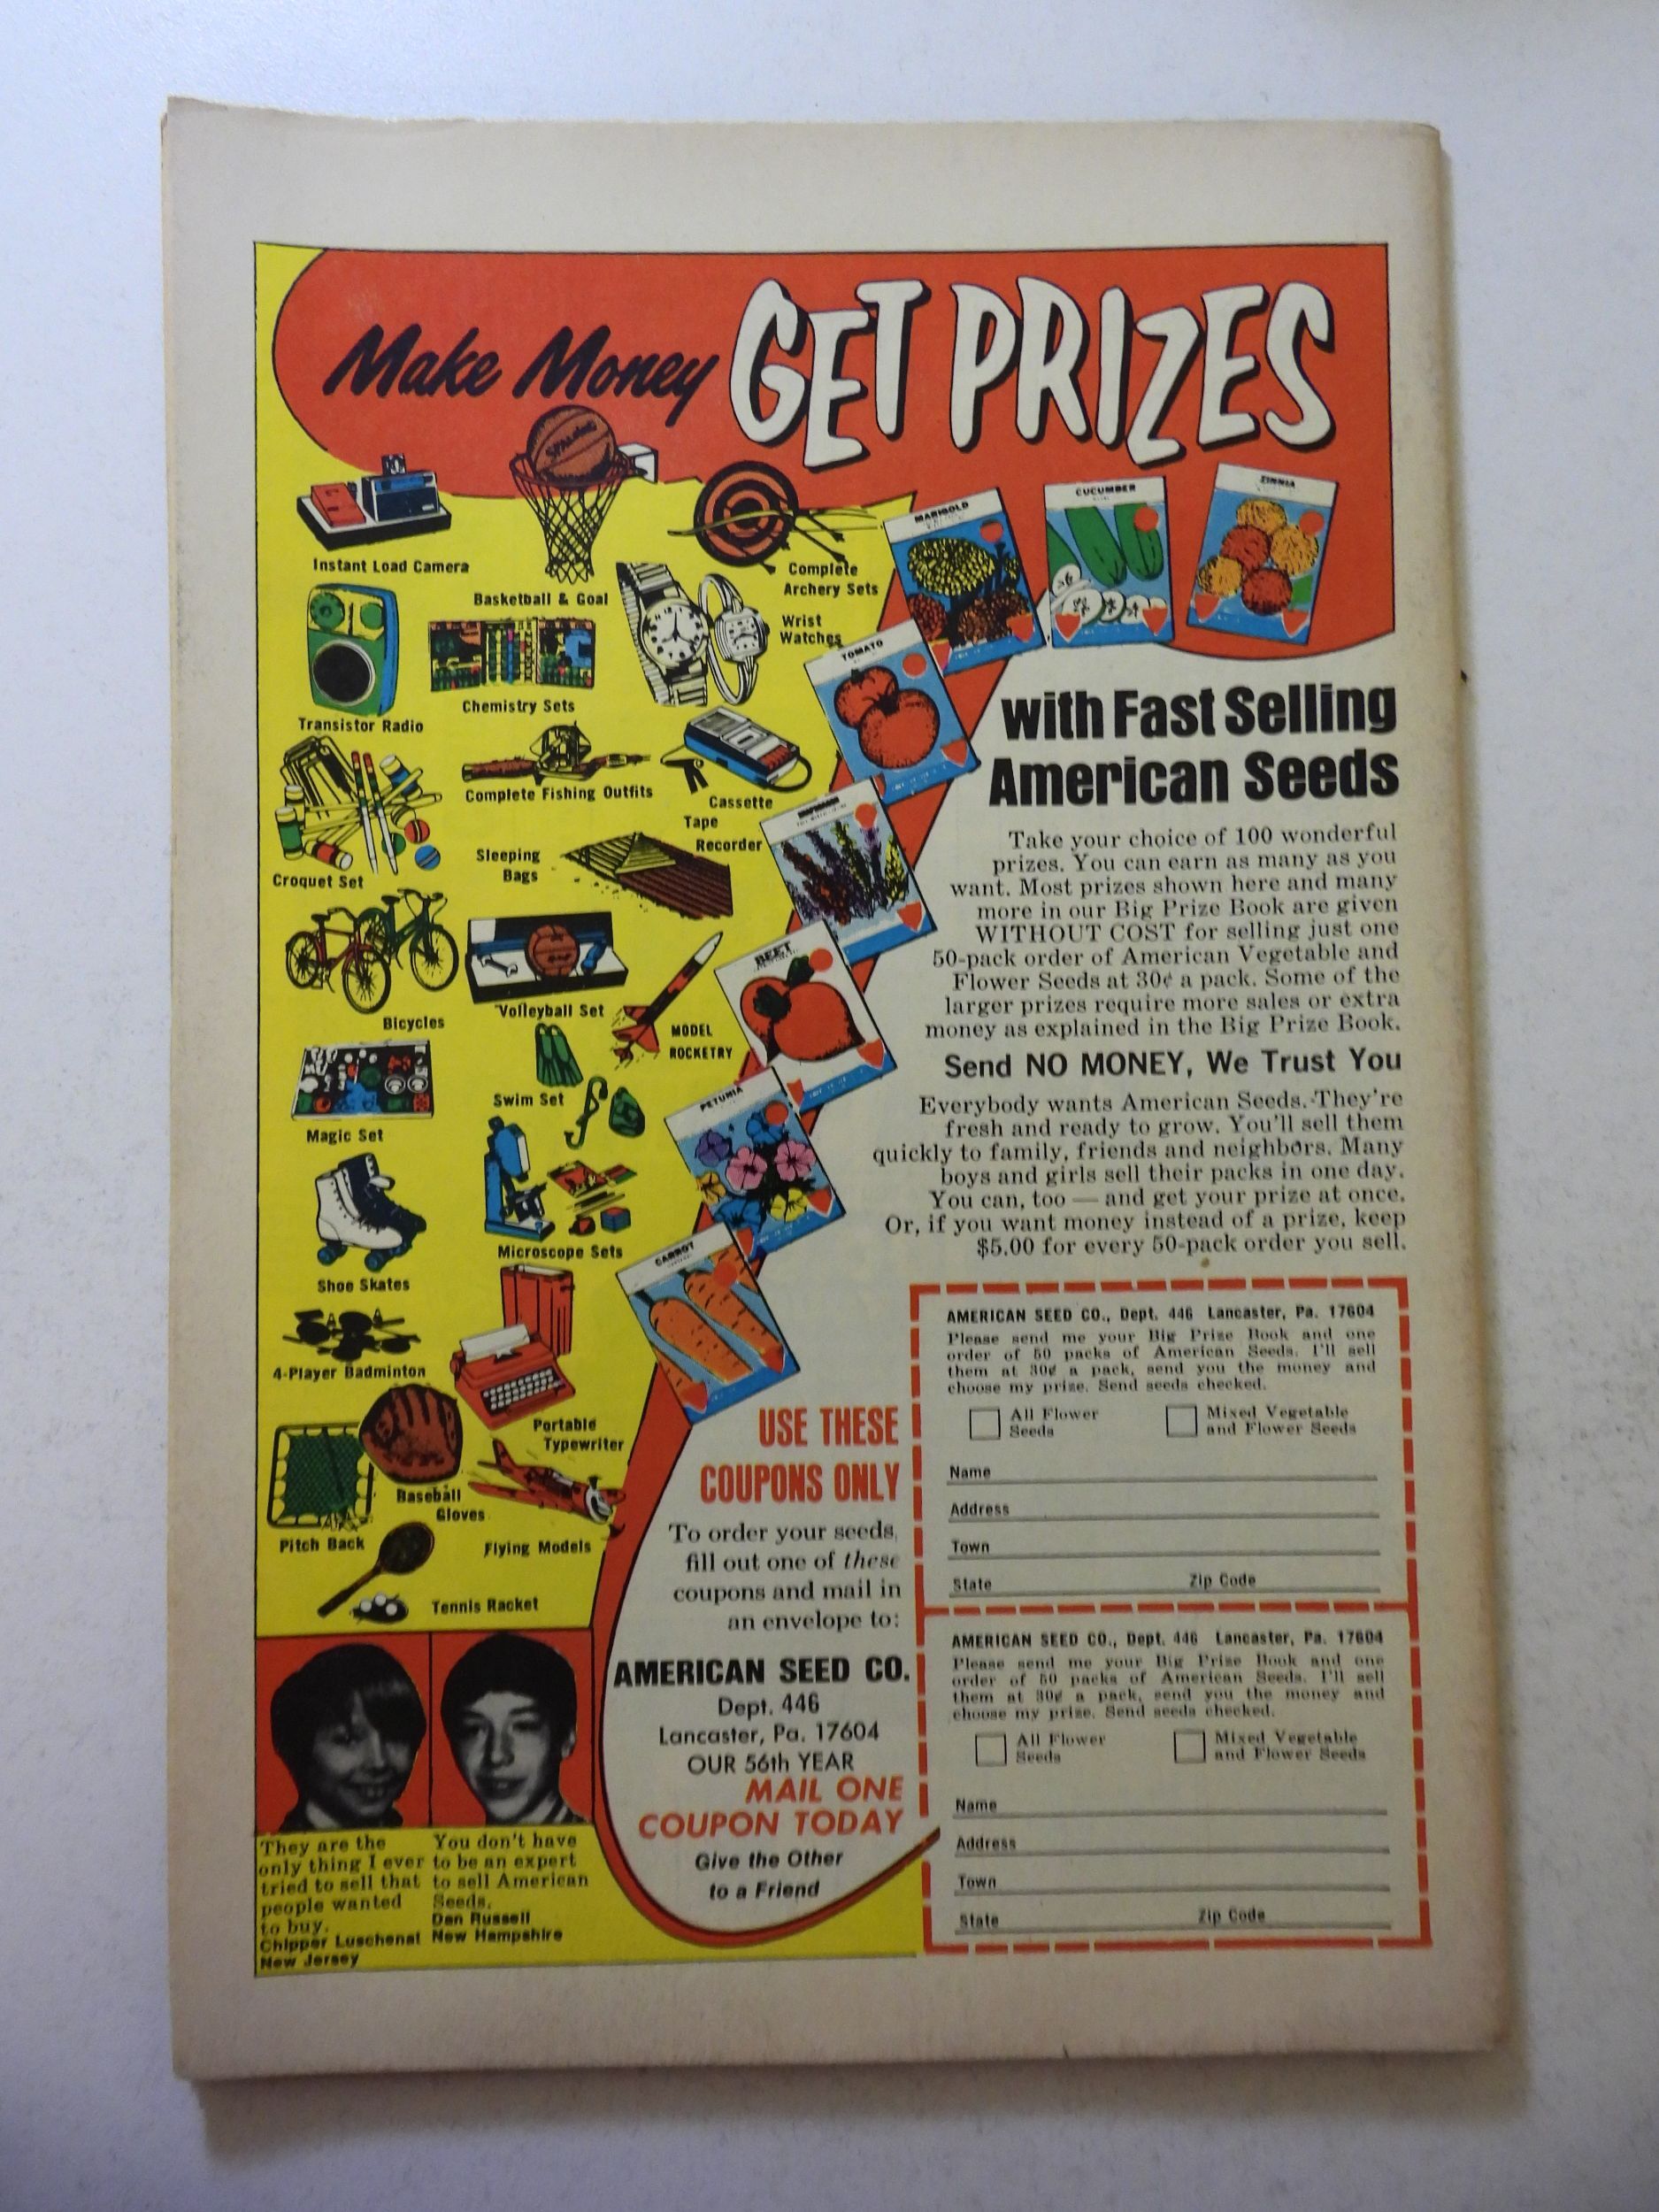 Make Money
GET PRIZES
SPALDING
Instant Load Camera
Basketball & Goal
Complete
Archery Sets
Wrist
Watches
Transistor Radio
Chemistry Sets
Complete Fishing Outfits
Cassette
Tape
Recorder
Croquet Set
Sleeping
Bags
Bicycles
Volleyball Set
MODEL
ROCKETRY
Swim Set
Magic Set
Microscope Sets
Shoe Skates
4-Player Badminton
Portable
Typewriter
Baseball
Gloves
Pitch Back
Flying Models
Tennis Racket
MARIGOLD
CUCUMBER
ZINNIA
TOMATO
BEET
PETUNIA
CARROT
with Fast Selling
American Seeds
Take your choice of 100 wonderful
prizes. You can earn as many as you
want. Most prizes shown here and many
more in our Big Prize Book are given
WITHOUT COST for selling just one
50-pack order of American Vegetable and
Flower Seeds at 30¢ a pack. Some of the
larger prizes require more sales or extra
money as explained in the Big Prize Book.
Send NO MONEY, We Trust You
Everybody wants American Seeds. They're
fresh and ready to grow. You'll sell them
quickly to family, friends and neighbors. Many
boys and girls sell their packs in one day.
You can, too — and get your prize at once.
Or, if you want money instead of a prize, keep
$5.00 for every 50-pack order you sell.
USE THESE
COUPONS ONLY
To order your seeds,
fill out one of these
coupons and mail in
an envelope to:
AMERICAN SEED CO.
Dept. 446
Lancaster, Pa. 17604
OUR 56th YEAR
MAIL ONE
COUPON TODAY
Give the Other
to a Friend
They are the
only thing I ever
tried to sell that
people wanted
to buy.
Chipper Luschenat
New Jersey
You don't have
to be an expert
to sell American
Seeds.
Dan Russell
New Hampshire
AMERICAN SEED CO., Dept. 446 Lancaster, Pa. 17604
Please send me your Big Prize Book and one
order of 50 packs of American Seeds. I'll sell
them at 30¢ a pack, send you the money and
choose my prize. Send seeds checked.
All Flower
Seeds
Mixed Vegetable
and Flower Seeds
Name
Address
Town
State Zip Code
AMERICAN SEED CO., Dept. 446 Lancaster, Pa. 17604
Please send me your Big Prize Book and one
order of 50 packs of American Seeds. I'll sell
them at 30¢ a pack, send you the money and
choose my prize. Send seeds checked.
All Flower
Seeds
Mixed Vegetable
and Flower Seeds
Name
Address
Town
State Zip Code